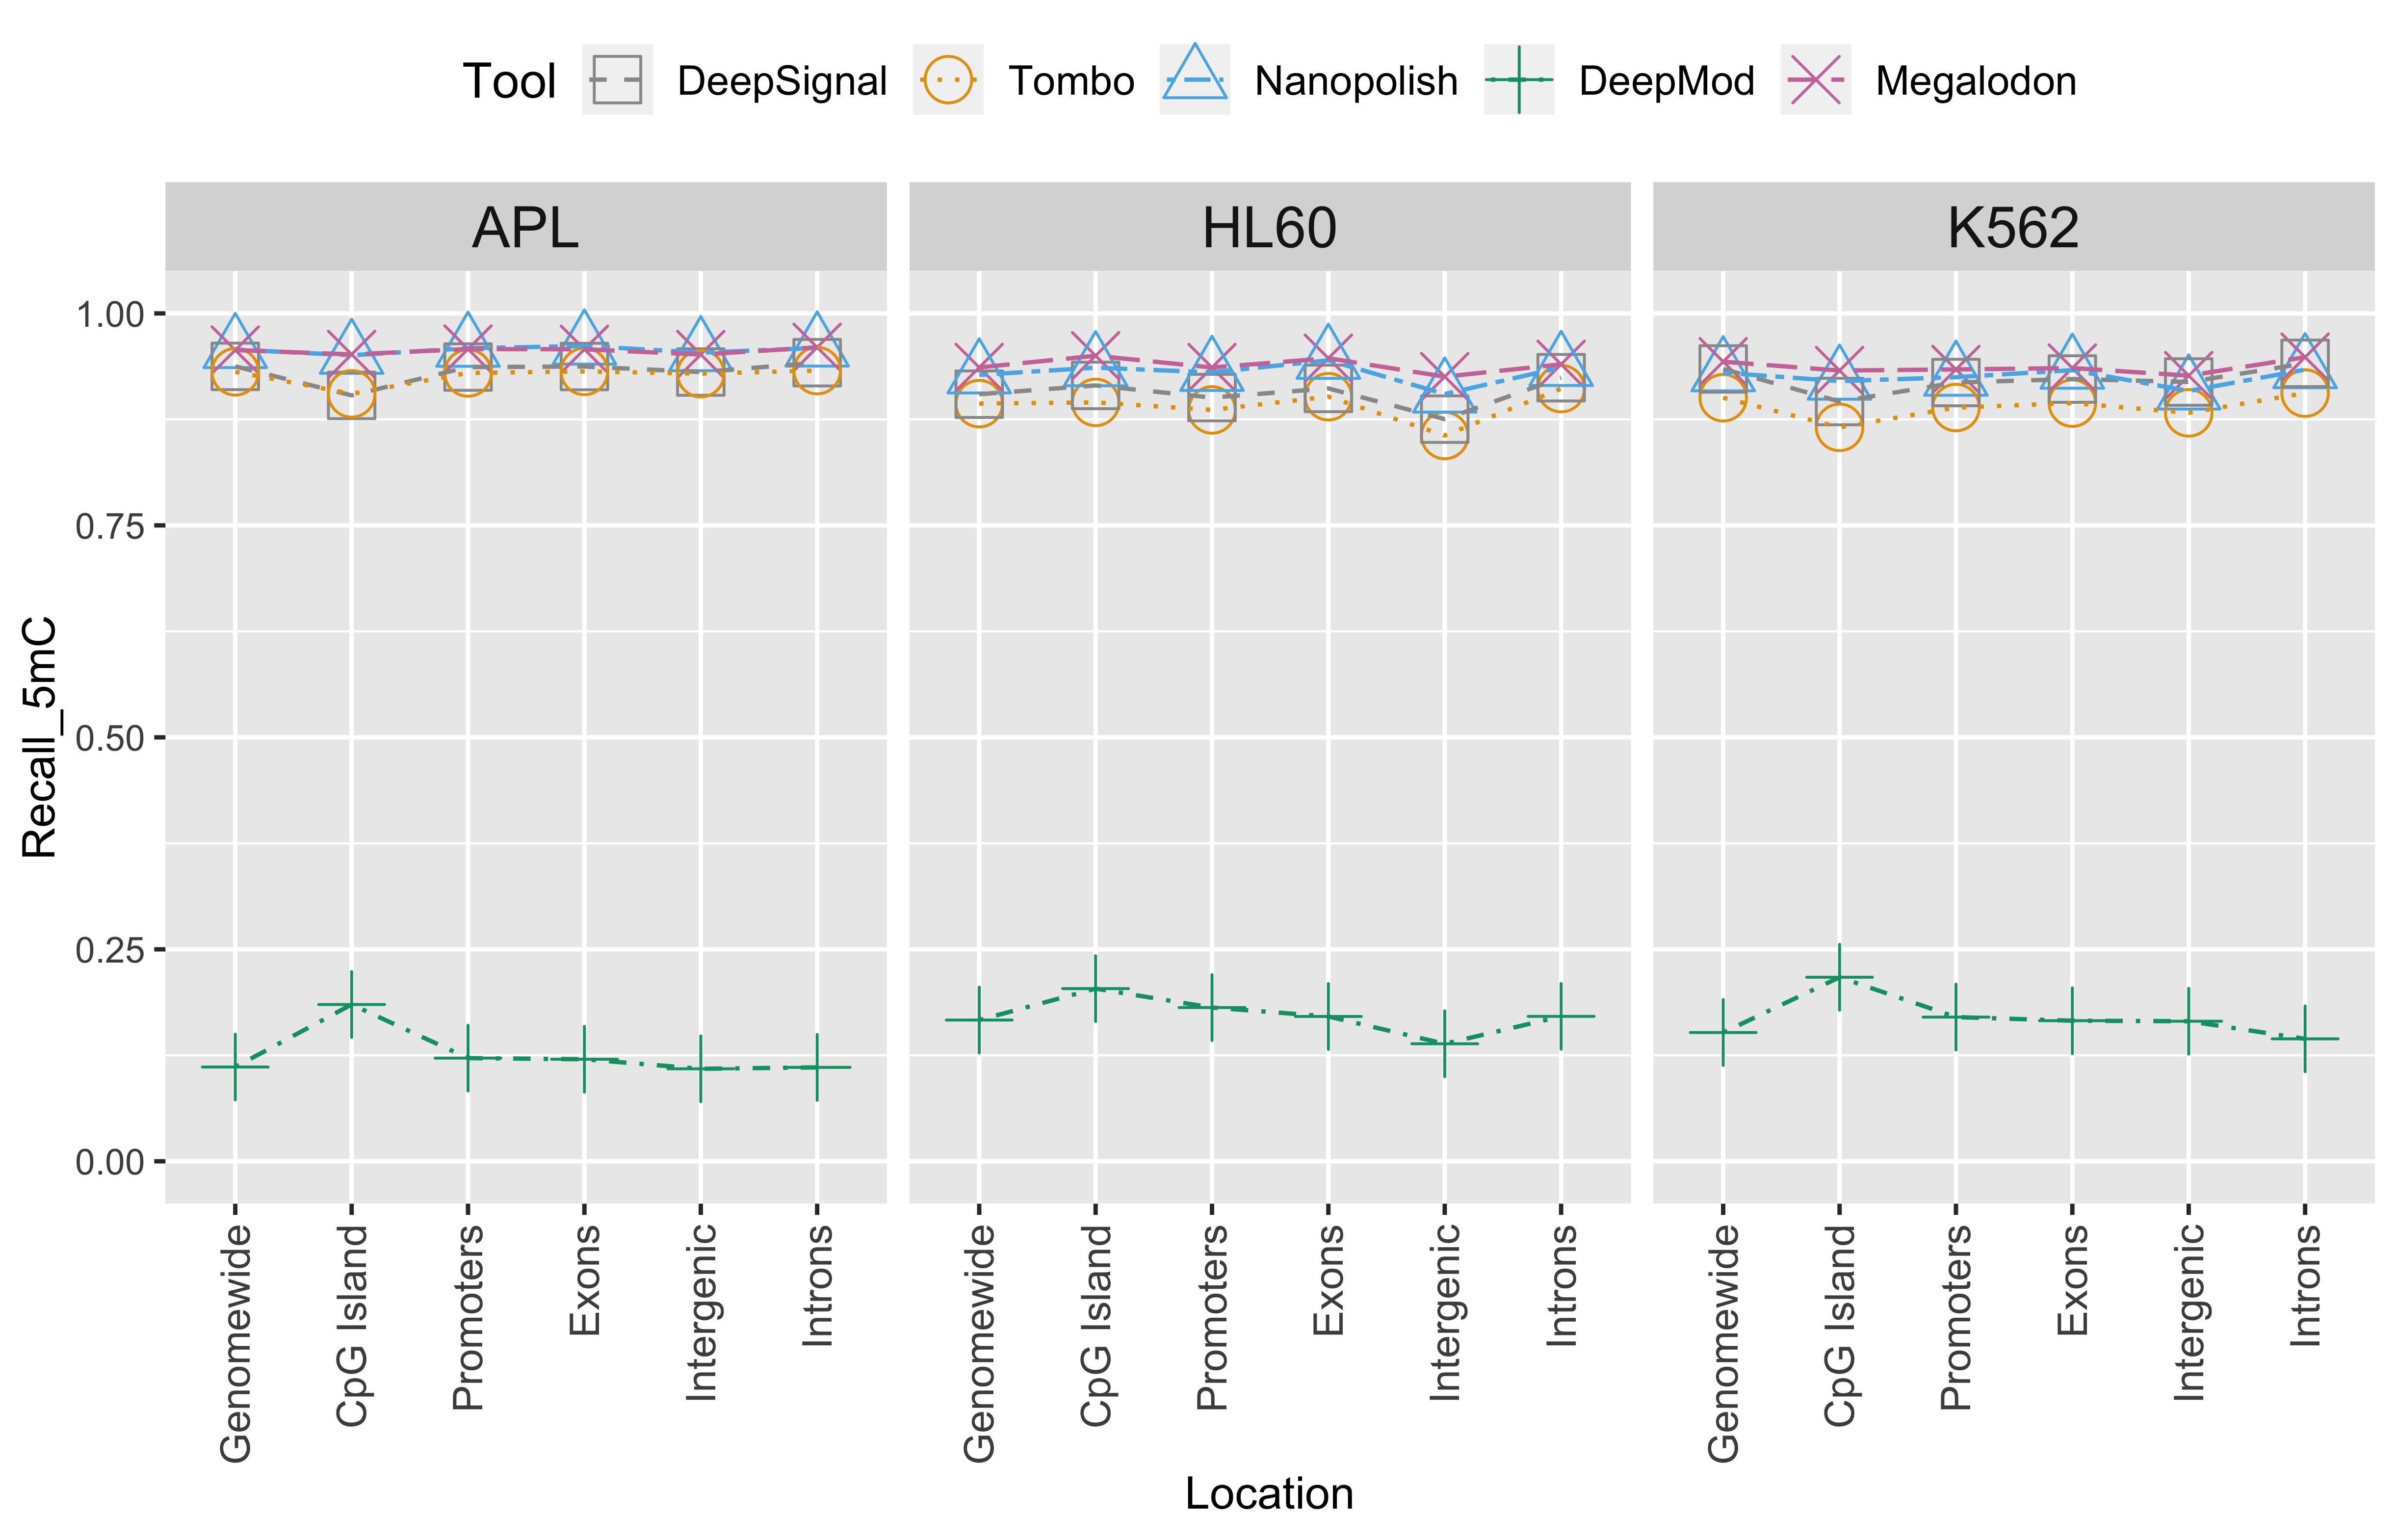 Tool DeepSignal Tombo Nanopolish DeepMod Megalodon
APL HL60 K562
1.00
0.75
0.50
0.25
0.00
Recall_5mC
Genomewide CpG Island Promoters Exons Intergenic Introns Genomewide CpG Island Promoters Exons Intergenic Introns Genomewide CpG Island Promoters Exons Intergenic Introns
Location